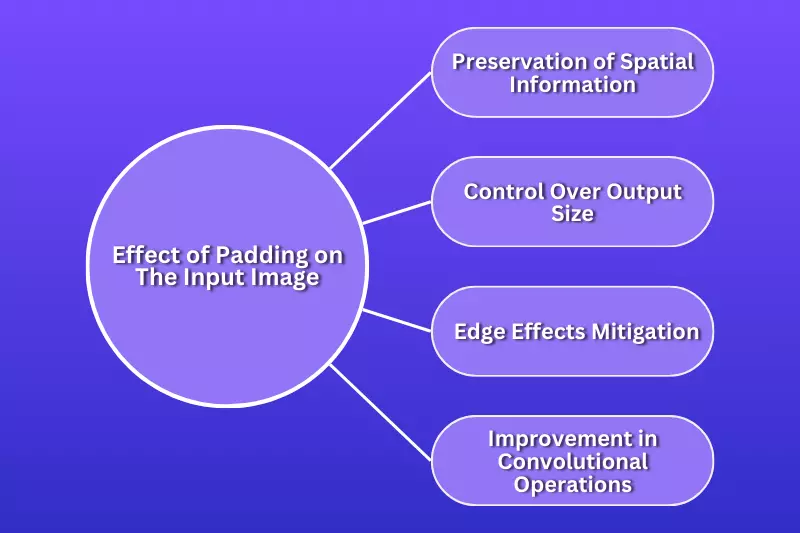 Effect of Padding on
The Input Image
Preservation of Spatial
Information
Control Over Output
Size
Edge Effects Mitigation
Improvement in
Convolutional
Operations